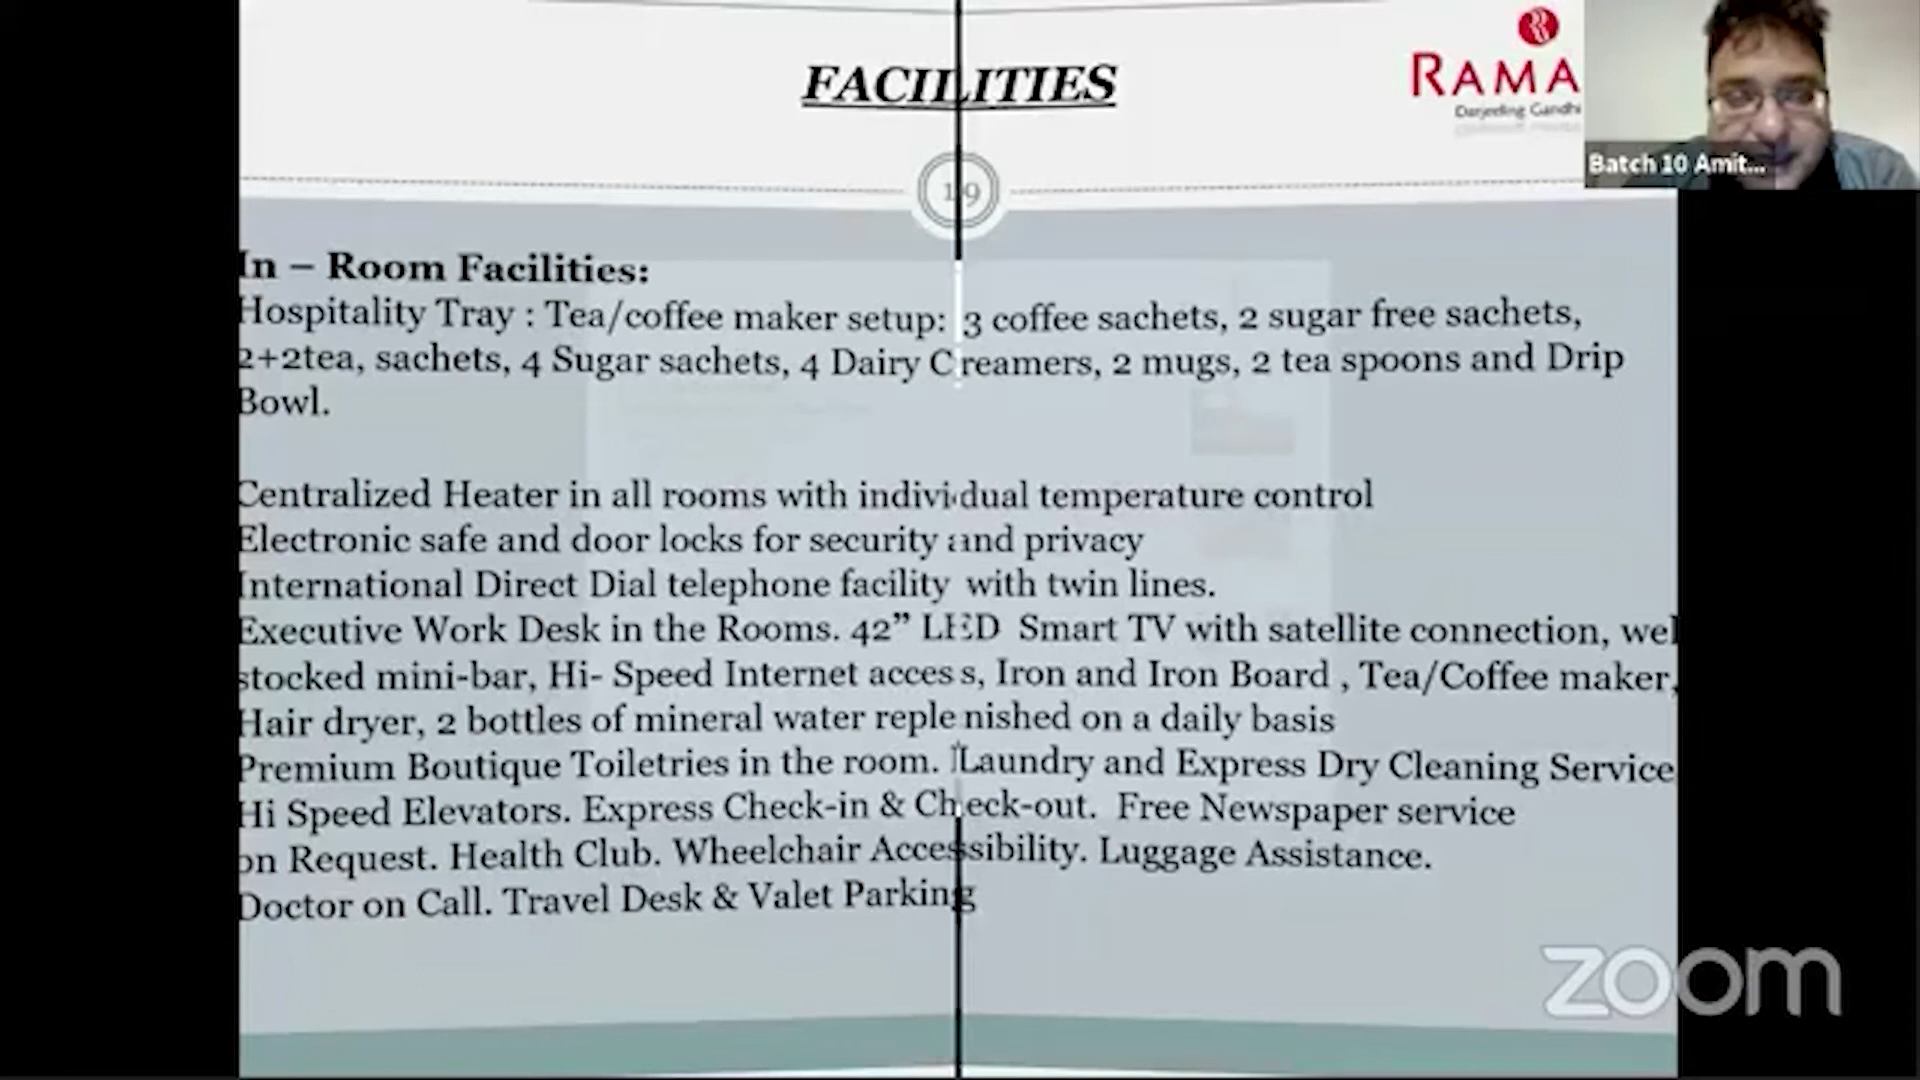 FACILITIES
RAMA
Darjeeling Gandhi
Batch 10 Amit...
19
In – Room Facilities:
Hospitality Tray : Tea/coffee maker setup: 3 coffee sachets, 2 sugar free sachets,
2+2tea, sachets, 4 Sugar sachets, 4 Dairy Creamers, 2 mugs, 2 tea spoons and Drip
Bowl.
Centralized Heater in all rooms with individual temperature control
Electronic safe and door locks for security and privacy
International Direct Dial telephone facility with twin lines.
Executive Work Desk in the Rooms. 42” LED Smart TV with satellite connection, wel
stocked mini-bar, Hi- Speed Internet access, Iron and Iron Board , Tea/Coffee maker,
Hair dryer, 2 bottles of mineral water replenished on a daily basis
Premium Boutique Toiletries in the room. Laundry and Express Dry Cleaning Service
Hi Speed Elevators. Express Check-in & Check-out. Free Newspaper service
on Request. Health Club. Wheelchair Accessibility. Luggage Assistance.
Doctor on Call. Travel Desk & Valet Parking
zoom